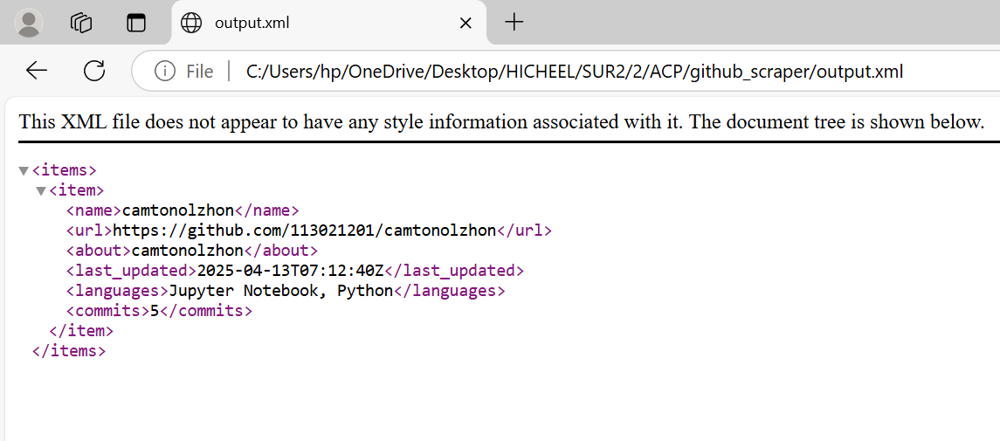 output.xml
File C:/Users/hp/OneDrive/Desktop/HICHEEL/SUR2/2/ACP/github_scraper/output.xml
This XML file does not appear to have any style information associated with it. The document tree is shown below.
<items>
<item>
<name>camtonolzhon</name>
<url>https://github.com/113021201/camtonolzhon</url>
<about>camtonolzhon</about>
<last_updated>2025-04-13T07:12:40Z</last_updated>
<languages>Jupyter Notebook, Python</languages>
<commits>5</commits>
</item>
</items>